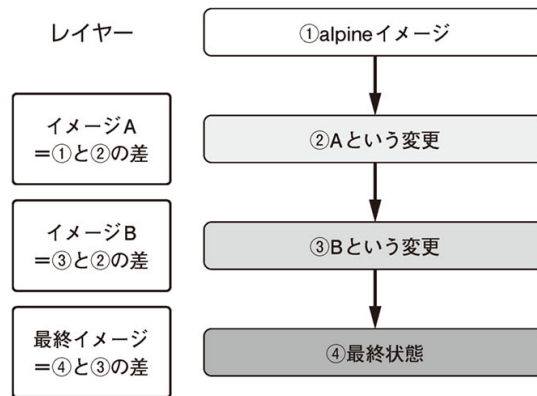 レイヤー
①alpineイメージ
イメージA
=①と②の差
②Aという変更
イメージB
=③と②の差
③Bという変更
最終イメージ
=④と③の差
④最終状態